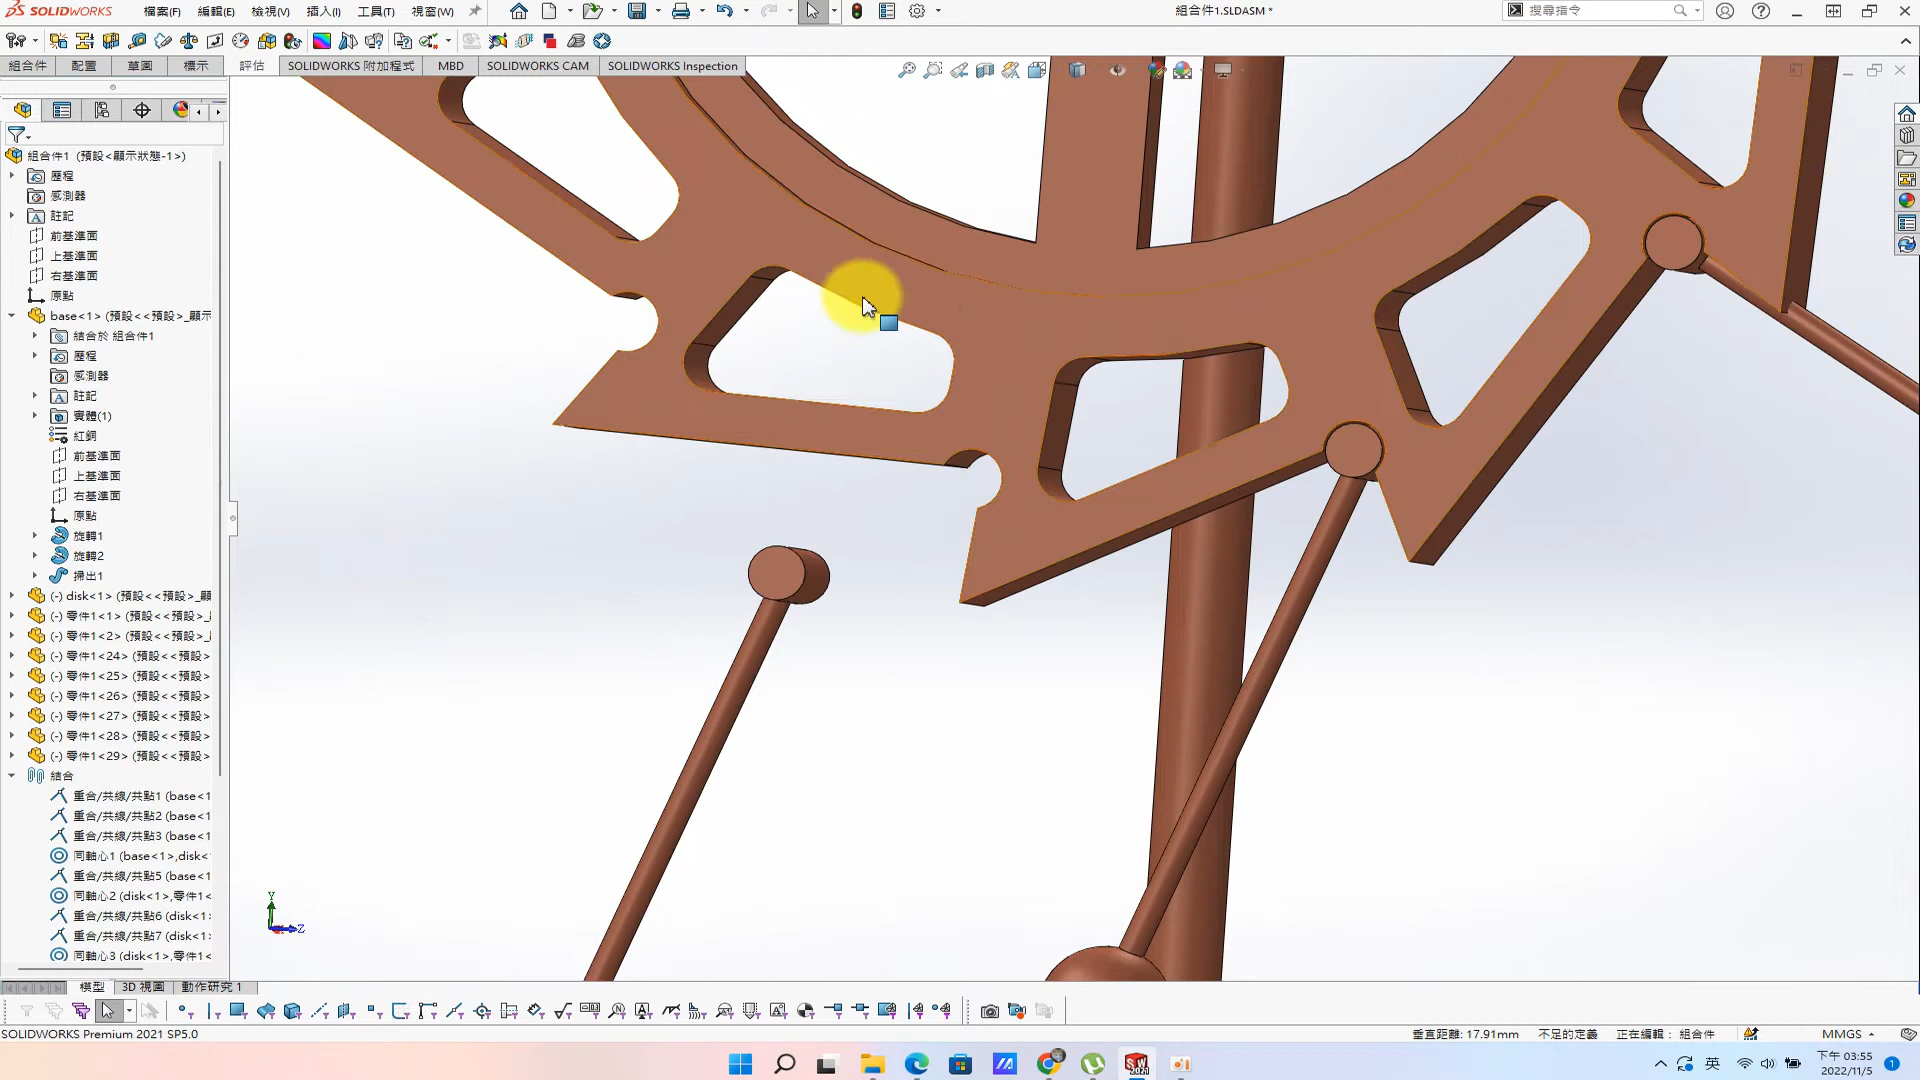 SOLIDWORKS 檔案(F) 編輯(E) 檢視(V) 插入(I) 工具(T) 視窗(W) 組合件1.SLDASM * 搜尋指令
組合件 配置 草圖 標示 評估 SOLIDWORKS 附加程式 MBD SOLIDWORKS CAM SOLIDWORKS Inspection
組合件1 (預設<顯示狀態-1>)
歷程
感測器
註記
前基準面
上基準面
右基準面
原點
base<1> (預設<<預設>_顯示
結合於 組合件1
歷程
感測器
註記
實體(1)
紅銅
前基準面
上基準面
右基準面
原點
旋轉1
旋轉2
掃出1
(-) disk<1> (預設<<預設>_顯
(-) 零件1<1> (預設<<預設>_
(-) 零件1<2> (預設<<預設>_
(-) 零件1<24> (預設<<預設>
(-) 零件1<25> (預設<<預設>
(-) 零件1<26> (預設<<預設>
(-) 零件1<27> (預設<<預設>
(-) 零件1<28> (預設<<預設>
(-) 零件1<29> (預設<<預設>
結合
重合/共線/共點1 (base<1
重合/共線/共點2 (base<1
重合/共線/共點3 (base<1
同軸心1 (base<1>,disk<
重合/共線/共點5 (base<1
同軸心2 (disk<1>,零件1<
重合/共線/共點6 (disk<1>
重合/共線/共點7 (disk<1>
同軸心3 (disk<1>,零件1<
Y
Z
模型 3D 視圖 動作研究 1
SOLIDWORKS Premium 2021 SP5.0 垂直距離: 17.91mm 不足的定義 正在編輯： 組合件 MMGS
英 下午 03:55
2022/11/5 1